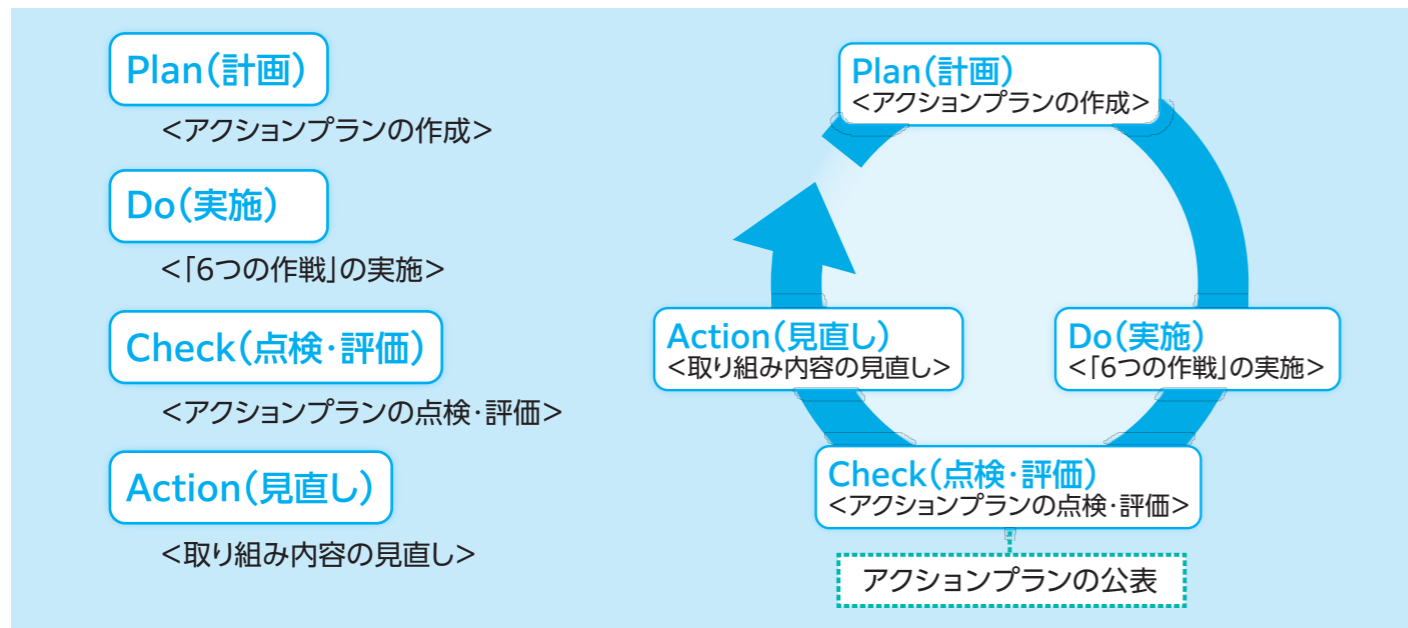 Plan(計画)
<アクションプランの作成>
Do(実施)
<「6つの作戦」の実施>
Check(点検・評価)
<アクションプランの点検・評価>
Action(見直し)
<取り組み内容の見直し>
Plan(計画)
<アクションプランの作成>
Do(実施)
<「6つの作戦」の実施>
Check(点検・評価)
<アクションプランの点検・評価>
アクションプランの公表
Action(見直し)
<取り組み内容の見直し>